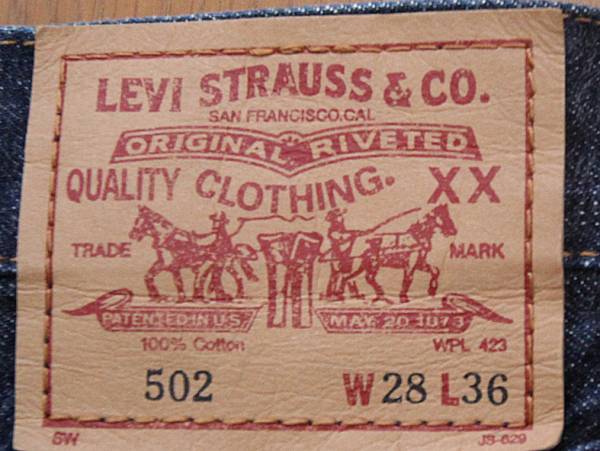 LEVI STRAUSS & CO.
SAN FRANCISCO, CAL
ORIGINAL RIVETED
QUALITY CLOTHING. XX
TRADE MARK
PATENTED IN U.S. MAY 20 1873
100% Cotton WPL 423
502 W 28 L 36
SW JS-629